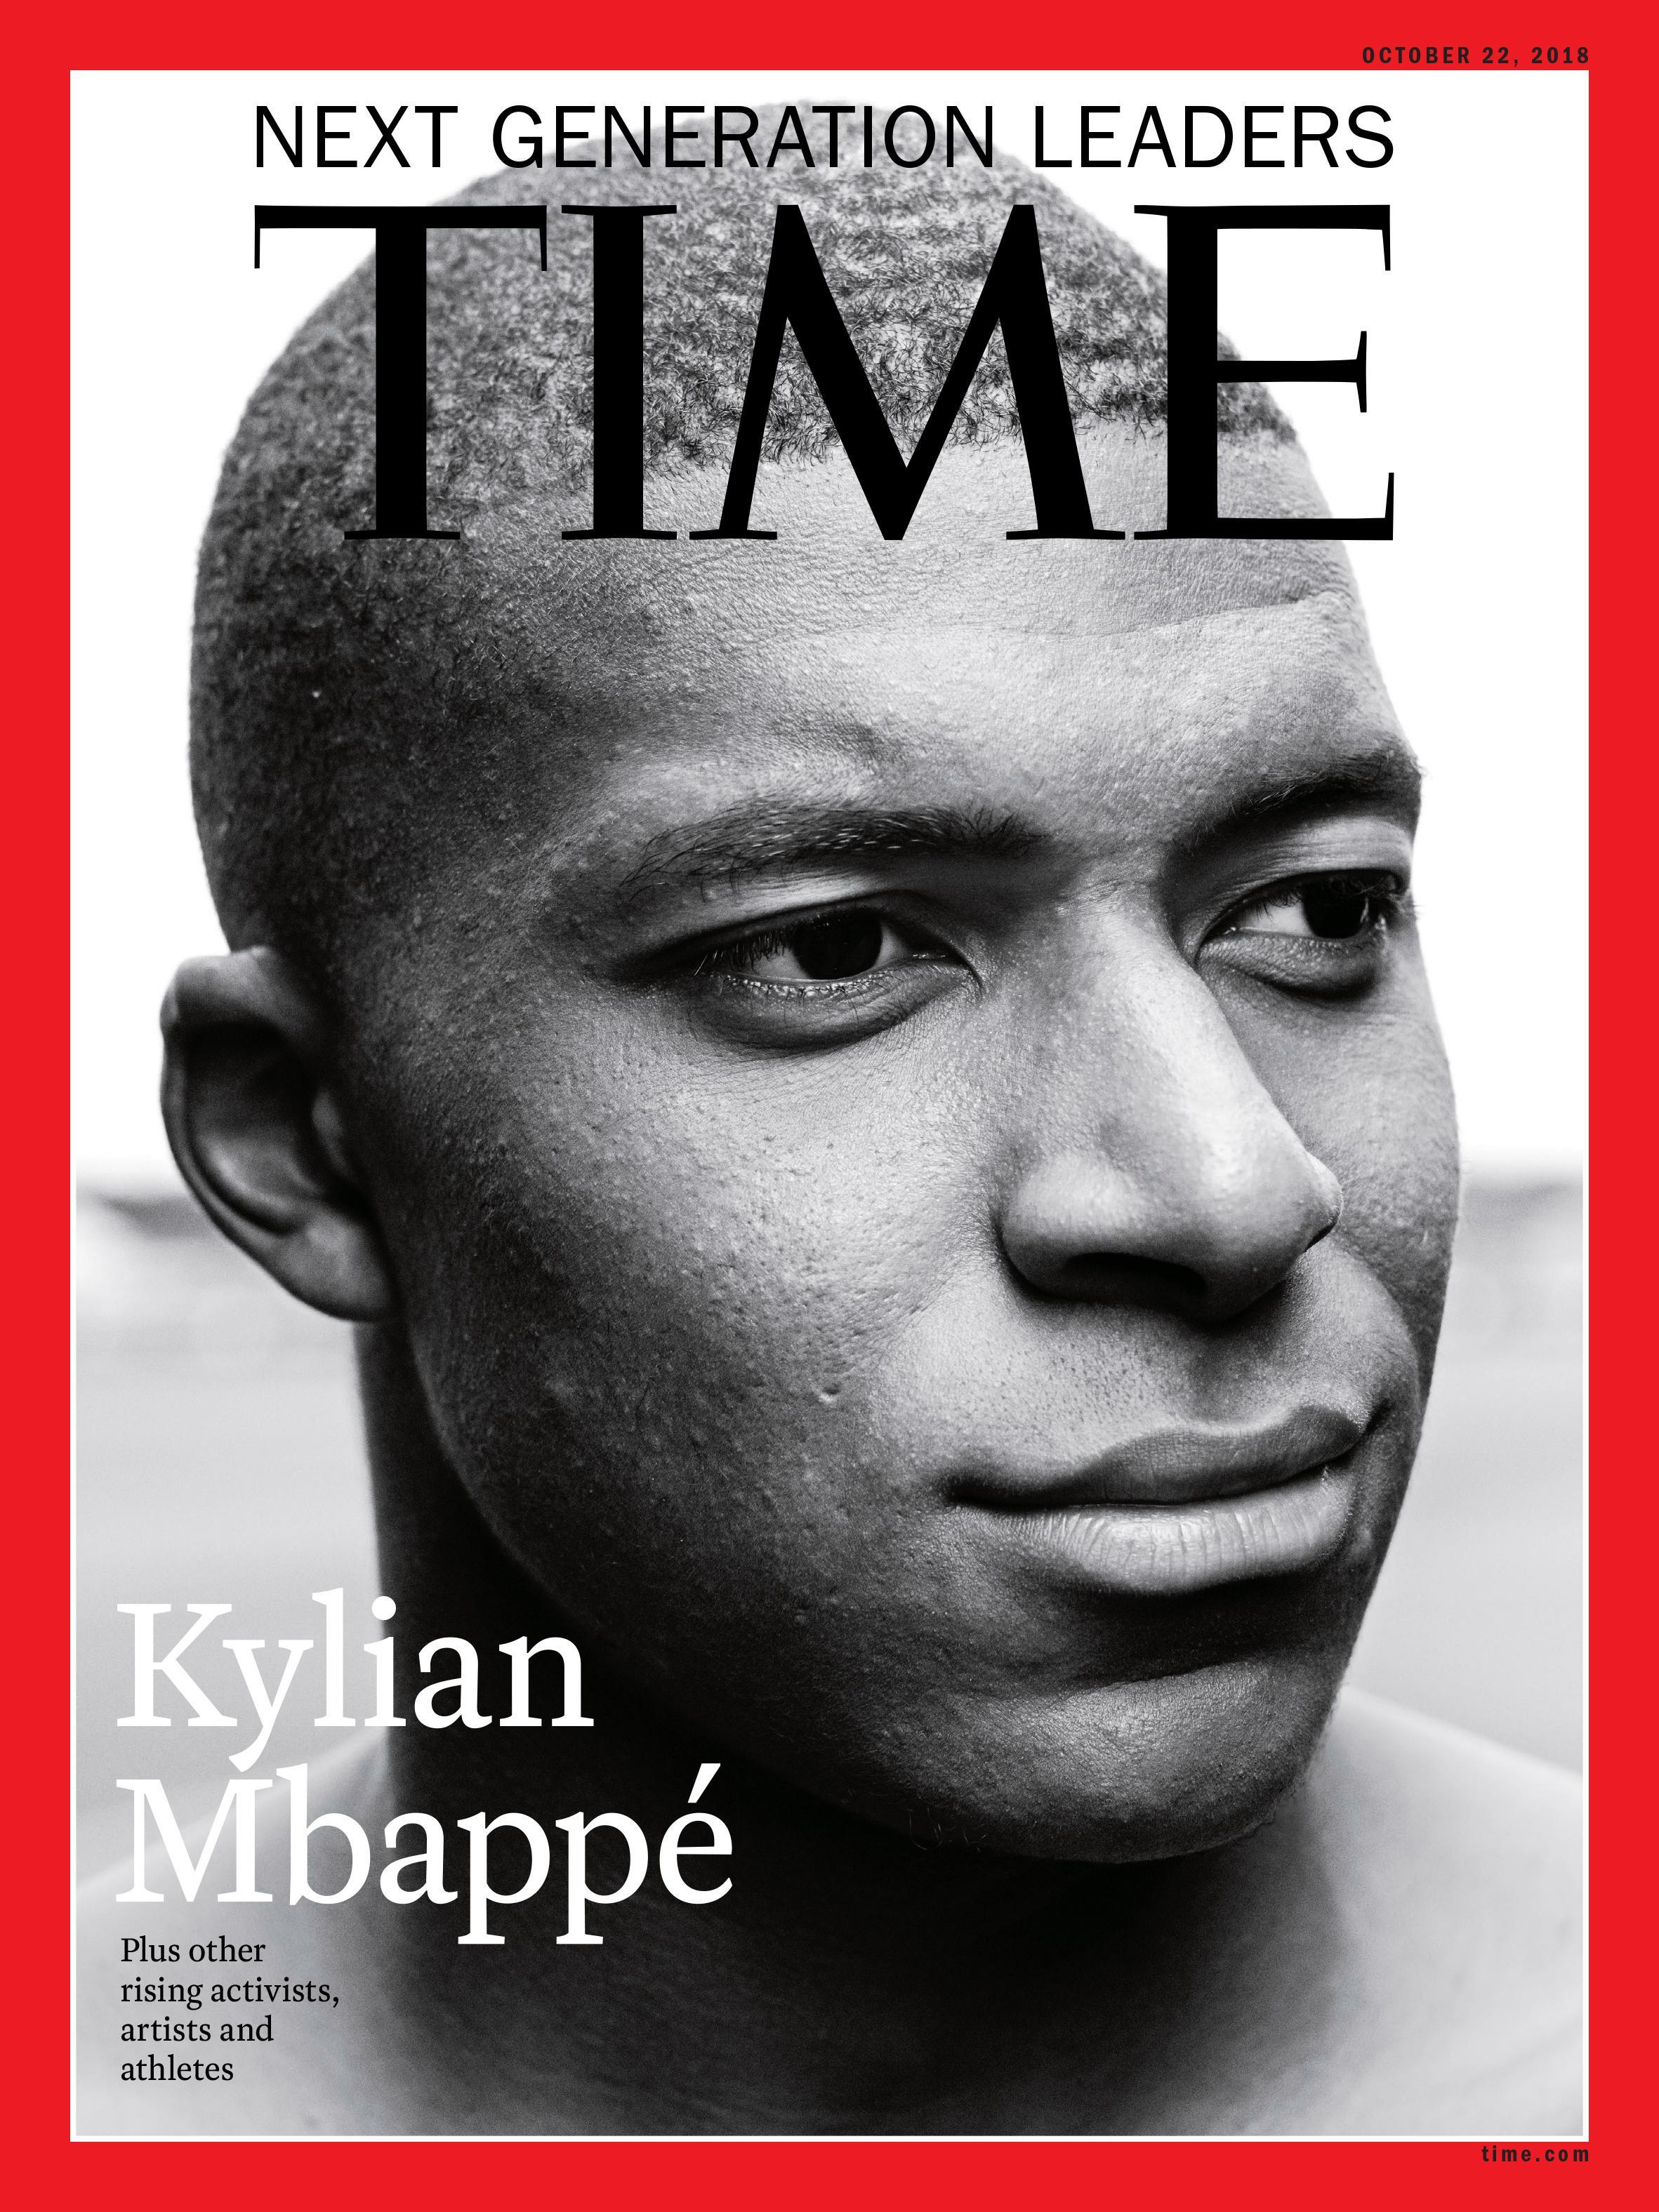 OCTOBER 22, 2018
NEXT GENERATION LEADERS
TIME
Kylian
Mbappé
Plus other
rising activists,
artists and
athletes
time.com